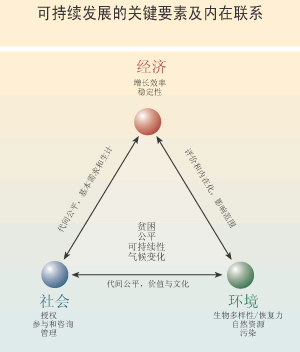 可持续发展的关键要素及内在联系
经济
增长效率
稳定性
代间公平，基本需求和生计
评价和内在化，影响范围
贫困
公平
可持续性
气候变化
代间公平，价值与文化
社会
授权
参与和咨询
管理
环境
生物多样性/恢复力
自然资源
污染